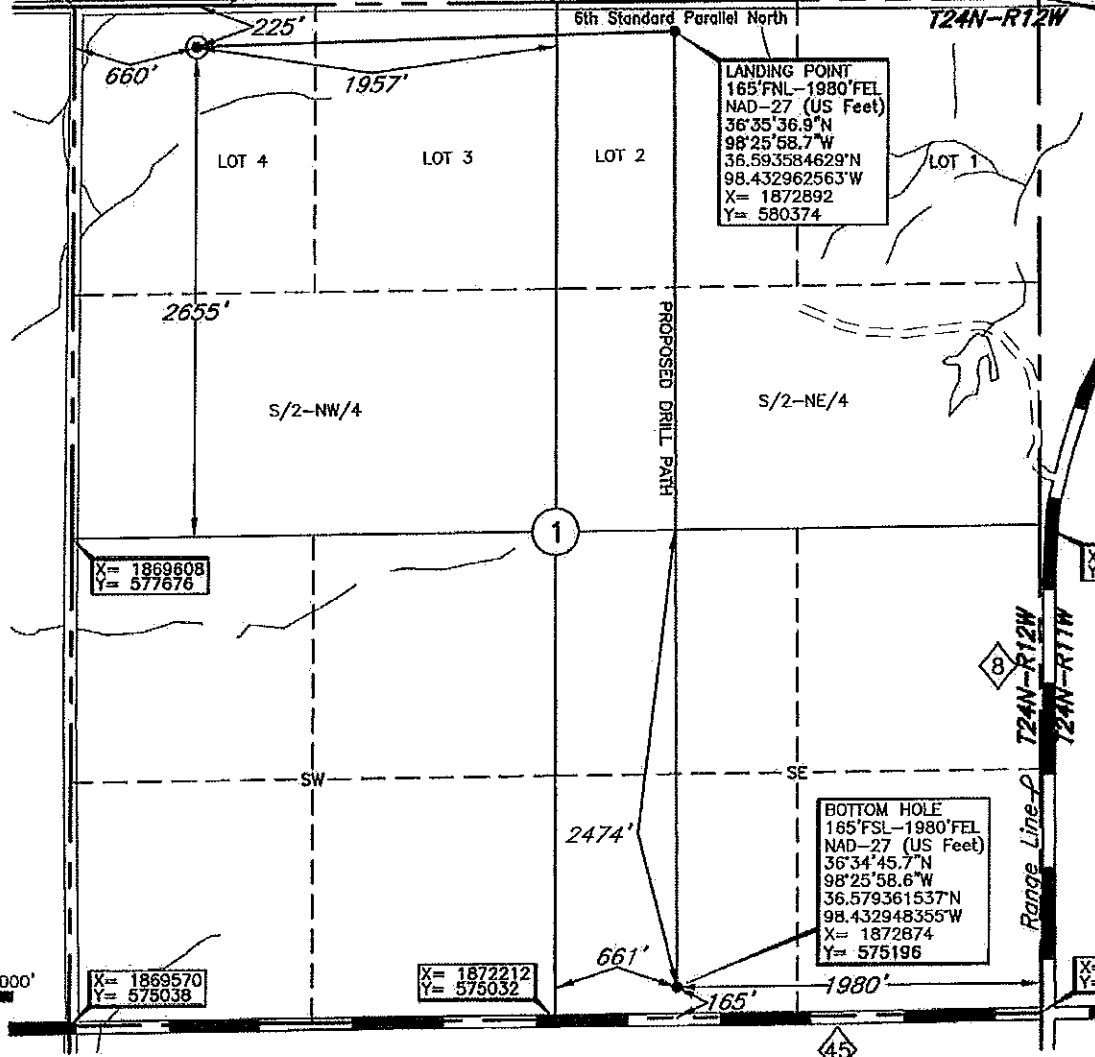 6th Standard Parallel North
T24N-R12W
225'
660'
1957'
LANDING POINT
165'FNL-1980'FEL
NAD-27 (US Feet)
36°35'36.9"N
98°25'58.7"W
36.593584629°N
98.432962563°W
X= 1872892
Y= 580374
LOT 4
LOT 3
LOT 2
LOT 1
2655'
PROPOSED DRILL PATH
S/2-NW/4
S/2-NE/4
1
X= 1869608
Y= 577676
X
Y
8
T24N-R12W
T24N-R11W
SW
SE
2474'
BOTTOM HOLE
165'FSL-1980'FEL
NAD-27 (US Feet)
36°34'45.7"N
98°25'58.6"W
36.579361537°N
98.432948355°W
X= 1872874
Y= 575196
Range Line
661'
000'
X= 1869570
Y= 575038
X= 1872212
Y= 575032
1980'
165'
X=
Y=
45